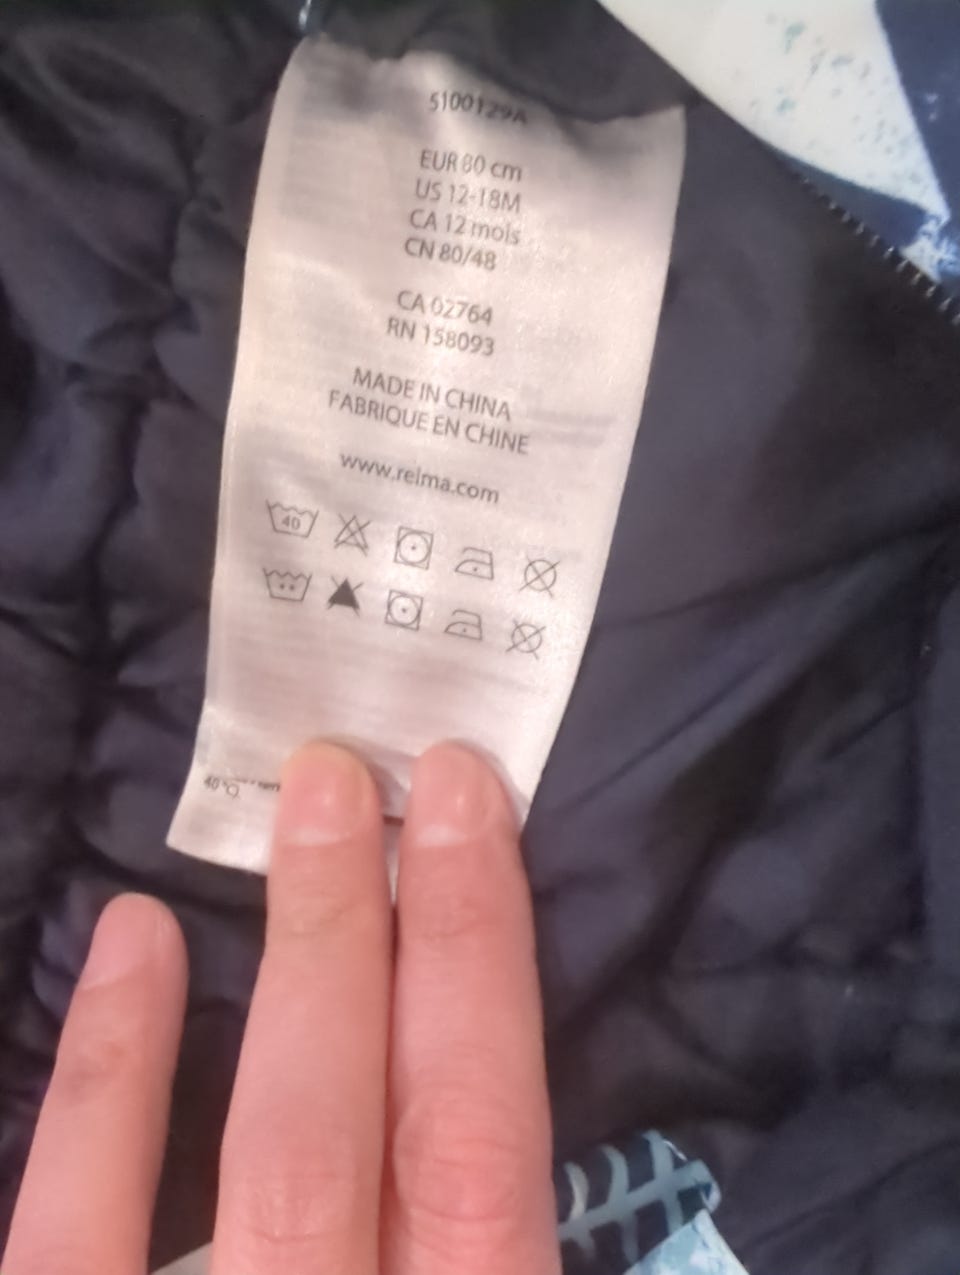 5100129A
EUR 80 cm
US 12-18M
CA 12 mois
CN 80/48
CA 02764
RN 158093
MADE IN CHINA
FABRIQUE EN CHINE
www.reima.com
40
40°C